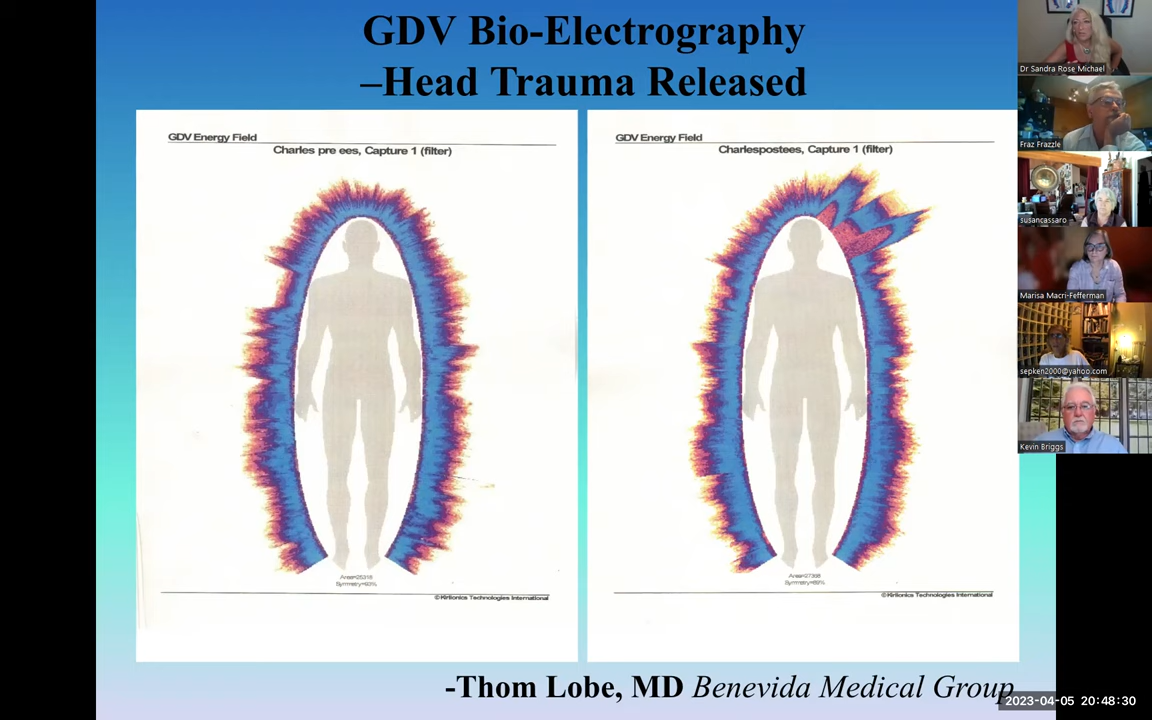 GDV Bio-Electrography
–Head Trauma Released
GDV Energy Field
Charles pre ees, Capture 1 (filter)
Symmetry=93%
©Kirlionics Technologies International
GDV Energy Field
Charlespostees, Capture 1 (filter)
©Kirlionics Technologies International
-Thom Lobe, MD Benevida Medical Group
Dr Sandra Rose Michael
Fraz Frazzle
susancassaro
Marisa Macri-Fefferman
sepken2000@yahoo.com
Kevin Briggs
2023-04-05 20:48:30